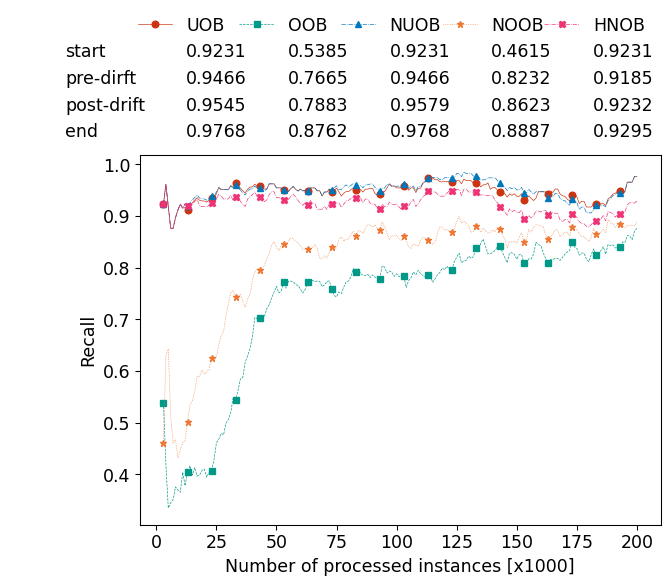 UOB OOB NUOB NOOB HNOB
start 0.9231 0.5385 0.9231 0.4615 0.9231
pre-dirft 0.9466 0.7665 0.9466 0.8232 0.9185
post-drift 0.9545 0.7883 0.9579 0.8623 0.9232
end 0.9768 0.8762 0.9768 0.8887 0.9295
1.0
0.9
0.8
0.7
0.6
0.5
0.4
Recall
0 25 50 75 100 125 150 175 200
Number of processed instances [x1000]